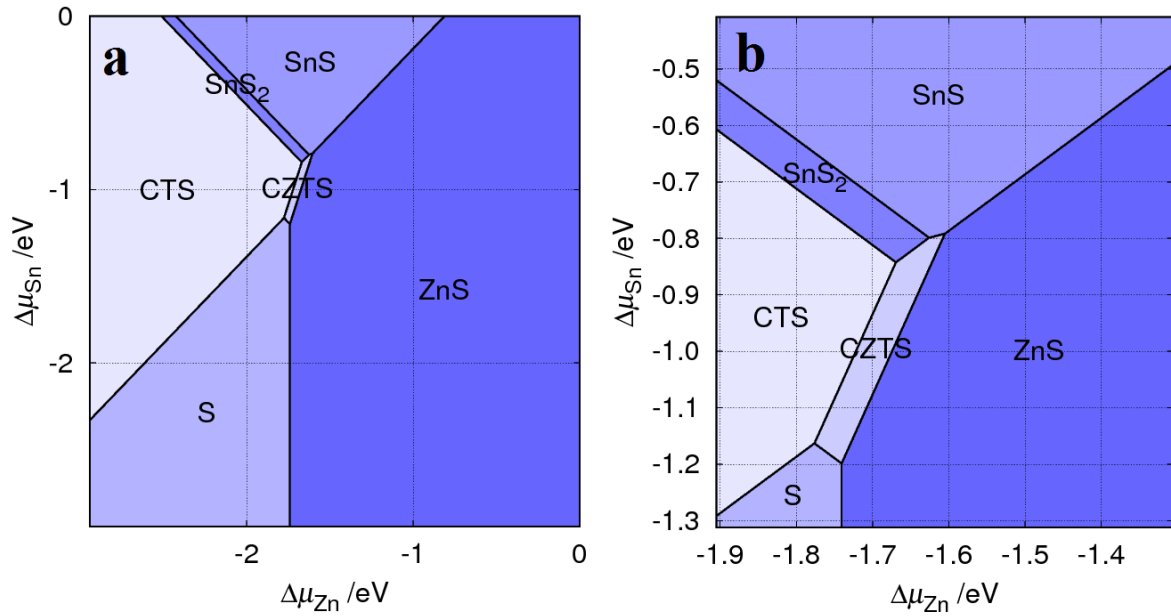 a
SnS
SnS2
CTS
CZTS
ZnS
S
0
-1
-2
ΔμSn /eV
-2
-1
0
ΔμZn /eV
b
SnS
SnS2
CTS
CZTS
ZnS
S
-0.5
-0.6
-0.7
-0.8
-0.9
-1.0
-1.1
-1.2
-1.3
ΔμSn /eV
-1.9
-1.8
-1.7
-1.6
-1.5
-1.4
ΔμZn /eV